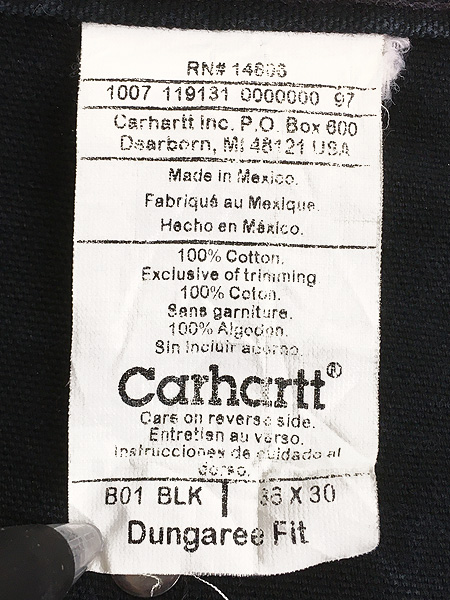 RN# 14806
1007 119131 0000000 97
Carhartt Inc. P.O. Box 600
Dearborn, MI 48121 USA
Made in Mexico.
Fabriqué au Mexique.
Hecho en México.
100% Cotton.
Exclusive of trimming
100% Coton.
Sans garniture.
100% Algodon.
Sin incluir adorno.
Carhartt®
Care on reverse side.
Entretien au verso.
Instrucciones de cuidado al
dorso.
B01 BLK 36 X 30
Dungaree Fit